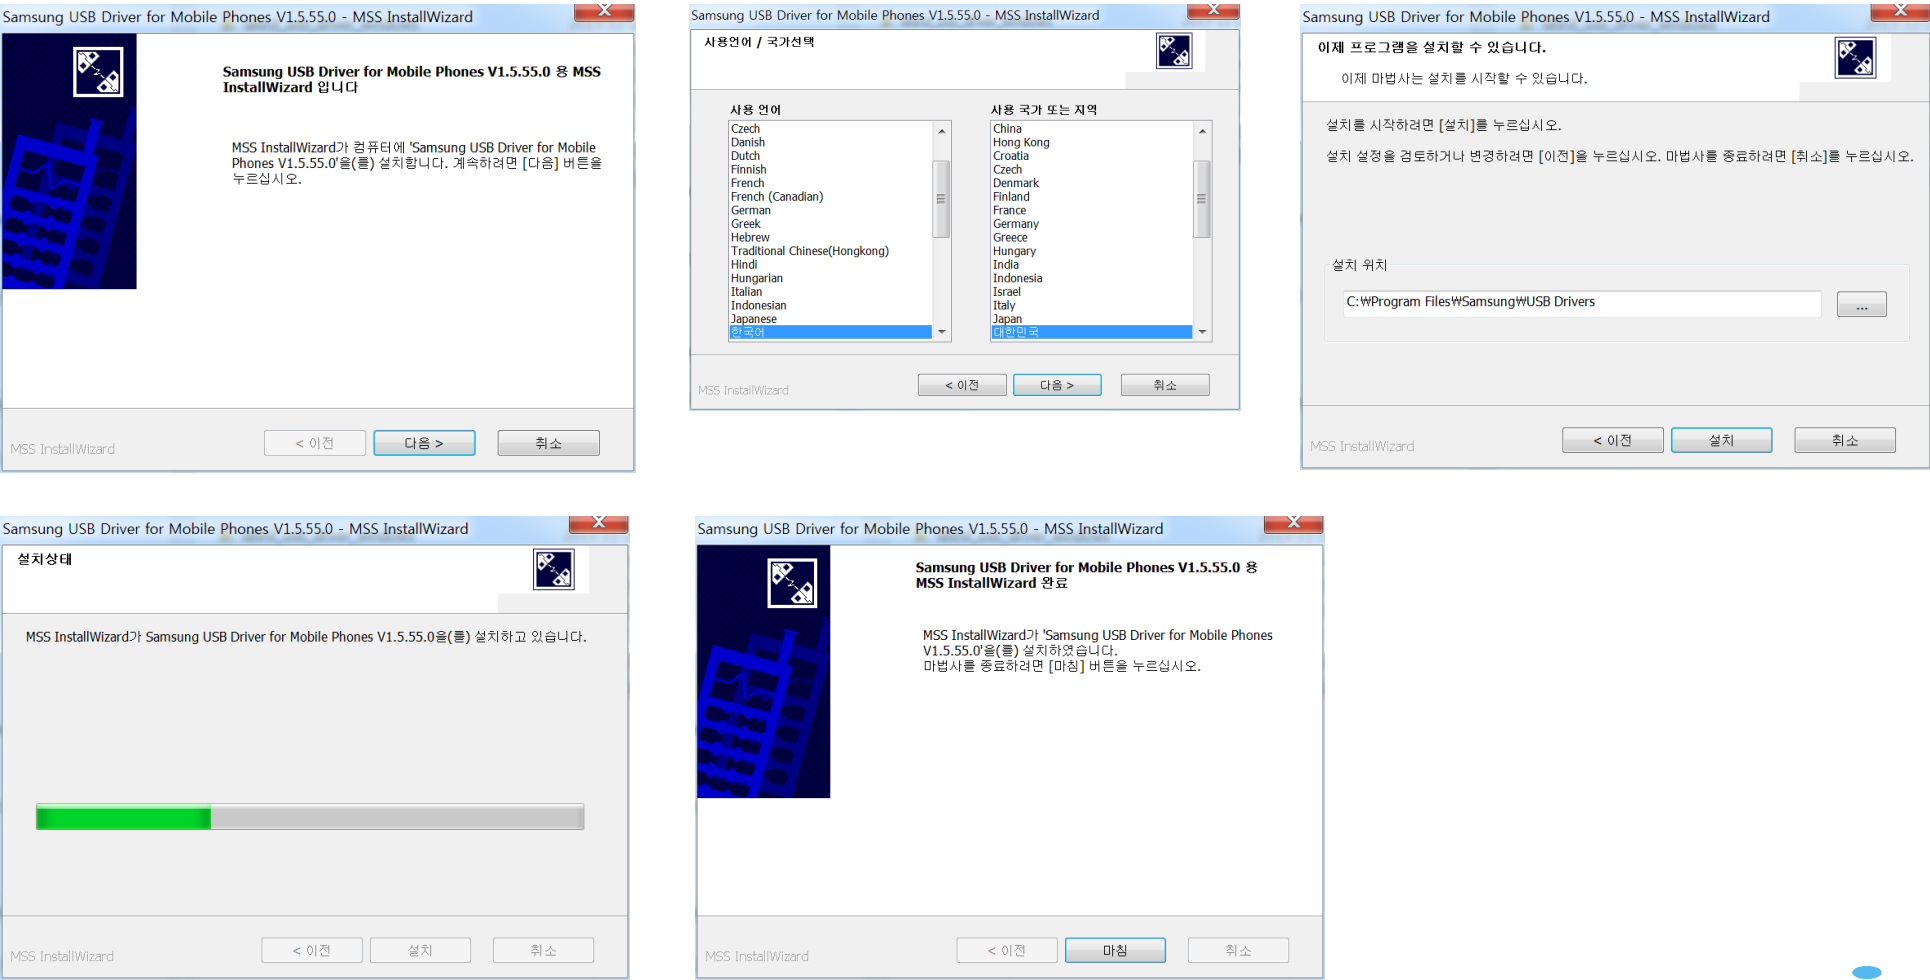 Samsung USB Driver for Mobile Phones V1.5.55.0 - MSS InstallWizard
Samsung USB Driver for Mobile Phones V1.5.55.0 용 MSS
InstallWizard 입니다
MSS InstallWizard가 컴퓨터에 'Samsung USB Driver for Mobile
Phones V1.5.55.0'을(를) 설치합니다. 계속하려면 [다음] 버튼을
누르십시오.
MSS InstallWizard
< 이전
다음 >
취소
Samsung USB Driver for Mobile Phones V1.5.55.0 - MSS InstallWizard
사용언어 / 국가선택
사용 언어
Czech
Danish
Dutch
Finnish
French
French (Canadian)
German
Greek
Hebrew
Traditional Chinese(Hongkong)
Hindi
Hungarian
Italian
Indonesian
Japanese
한국어
사용 국가 또는 지역
China
Hong Kong
Croatia
Czech
Denmark
Finland
France
Germany
Greece
Hungary
India
Indonesia
Israel
Italy
Japan
대한민국
MSS InstallWizard
< 이전
다음 >
취소
Samsung USB Driver for Mobile Phones V1.5.55.0 - MSS InstallWizard
이제 프로그램을 설치할 수 있습니다.
이제 마법사는 설치를 시작할 수 있습니다.
설치를 시작하려면 [설치]를 누르십시오.
설치 설정을 검토하거나 변경하려면 [이전]을 누르십시오. 마법사를 종료하려면 [취소]를 누르십시오.
설치 위치
C:₩Program Files₩Samsung₩USB Drivers
...
MSS InstallWizard
< 이전
설치
취소
Samsung USB Driver for Mobile Phones V1.5.55.0 - MSS InstallWizard
설치상태
MSS InstallWizard가 Samsung USB Driver for Mobile Phones V1.5.55.0을(를) 설치하고 있습니다.
MSS InstallWizard
< 이전
설치
취소
Samsung USB Driver for Mobile Phones V1.5.55.0 - MSS InstallWizard
Samsung USB Driver for Mobile Phones V1.5.55.0 용
MSS InstallWizard 완료
MSS InstallWizard가 'Samsung USB Driver for Mobile Phones
V1.5.55.0'을(를) 설치하였습니다.
마법사를 종료하려면 [마침] 버튼을 누르십시오.
MSS InstallWizard
< 이전
마침
취소